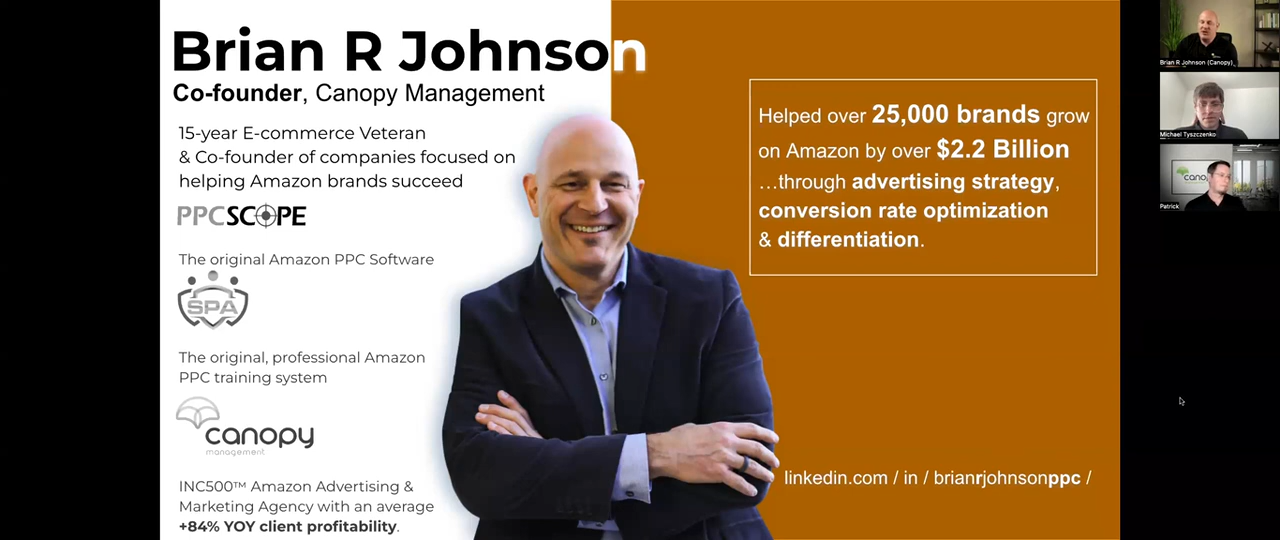 Brian R Johnson
Co-founder, Canopy Management
15-year E-commerce Veteran
& Co-founder of companies focused on
helping Amazon brands succeed
PPCSCOPE
The original Amazon PPC Software
SPA
The original, professional Amazon
PPC training system
canopy
management
INC500™ Amazon Advertising &
Marketing Agency with an average
+84% YOY client profitability.
Helped over 25,000 brands grow
on Amazon by over $2.2 Billion
…through advertising strategy,
conversion rate optimization
& differentiation.
linkedin.com / in / brianrjohnsonppc /
Brian R Johnson (Canopy)
Michael Tyszczenko
Patrick